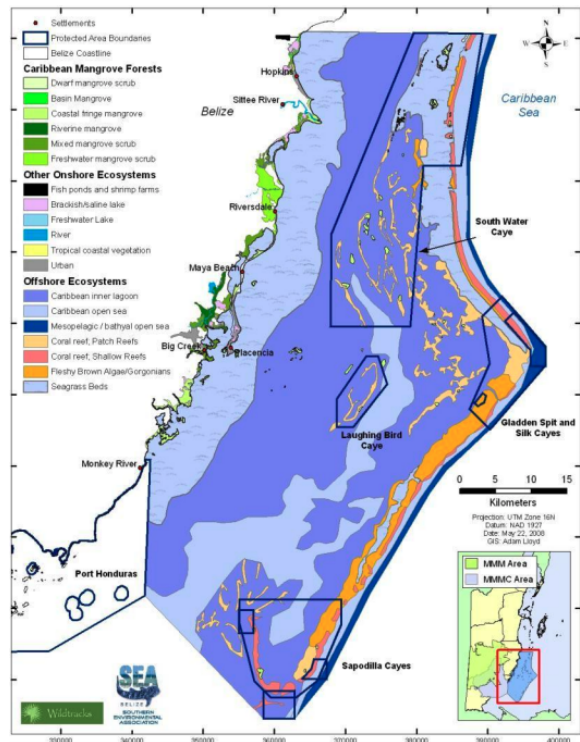 Settlements
Protected Area Boundaries
Belize Coastline
Caribbean Mangrove Forests
Dwarf mangrove scrub
Basin Mangrove
Coastal fringe mangrove
Riverine mangrove
Mixed mangrove scrub
Freshwater mangrove scrub
Other Onshore Ecosystems
Fish ponds and shrimp farms
Brackish/saline lake
Freshwater Lake
River
Tropical coastal vegetation
Urban
Offshore Ecosystems
Caribbean inner lagoon
Caribbean open sea
Mesopelagic / bathyal open sea
Coral reef, Patch Reefs
Coral reef, Shallow Reefs
Fleshy Brown Algae/Gorgonians
Seagrass Beds
N
W
E
S
Hopkins
Sittee River
Belize
Caribbean
Sea
Riversdale
South Water
Caye
Maya Beach
Big Creek
Placencia
Laughing Bird
Caye
Gladden Spit and
Silk Cayes
Monkey River
0 5 10 15
Kilometers
Projection: UTM Zone 16N
Datum: NAD 1927
Date: May 22, 2008
GIS: Adam Lloyd
Port Honduras
MMM Area
MMMC Area
Sapodilla Cayes
SEA
BELIZE
SOUTHERN
ENVIRONMENTAL
ASSOCIATION
Wildtracks